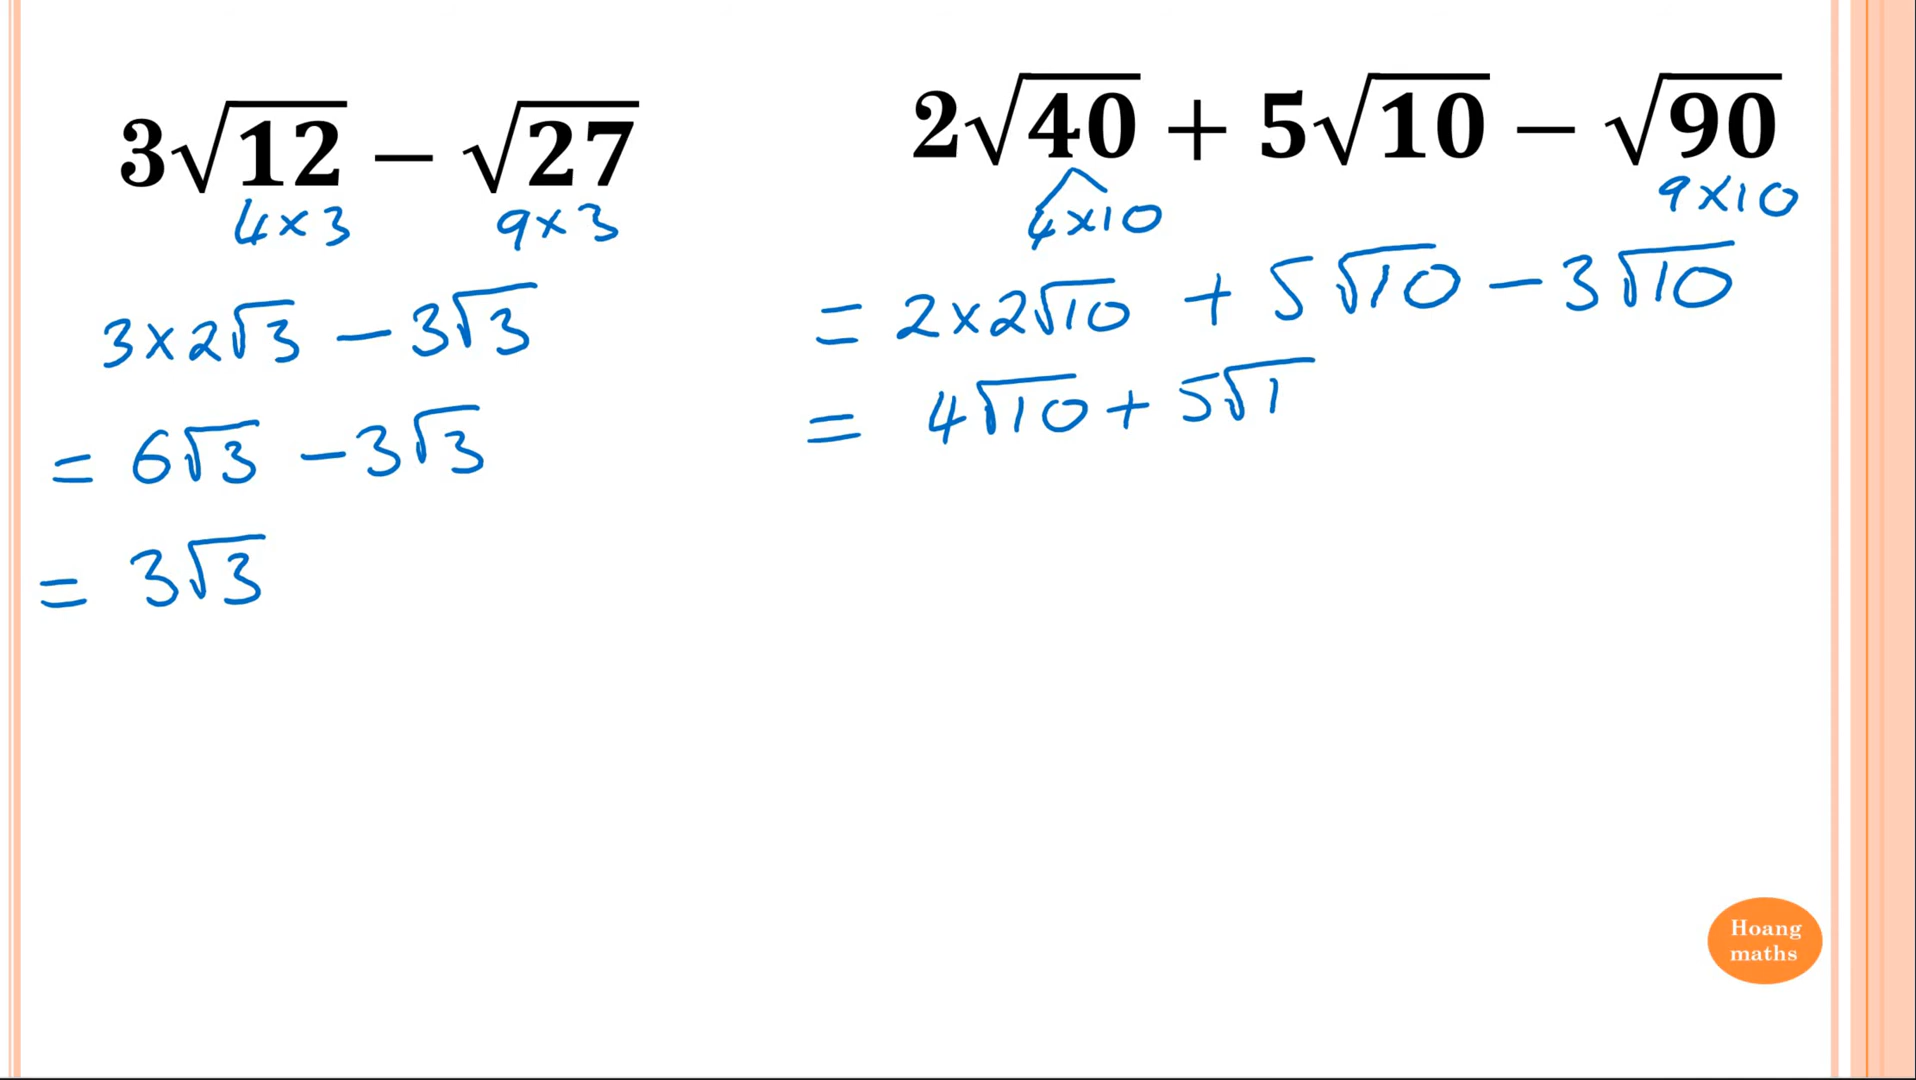 3√12 − √27
4×3 9×3
3×2√3 − 3√3
= 6√3 − 3√3
= 3√3
2√40 + 5√10 − √90
4×10 9×10
= 2×2√10 + 5√10 − 3√10
= 4√10 + 5√1
Hoang
maths